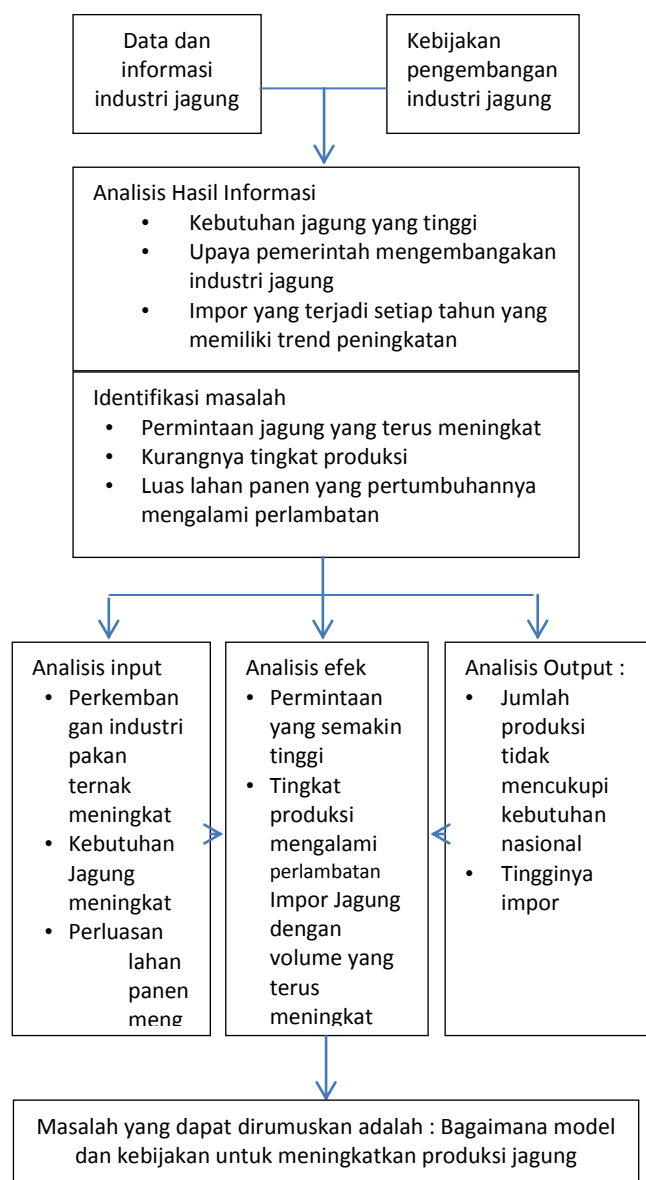 Data dan
informasi
industri jagung
Kebijakan
pengembangan
industri jagung
Analisis Hasil Informasi
• Kebutuhan jagung yang tinggi
• Upaya pemerintah mengembangakan
industri jagung
• Impor yang terjadi setiap tahun yang
memiliki trend peningkatan
Identifikasi masalah
• Permintaan jagung yang terus meningkat
• Kurangnya tingkat produksi
• Luas lahan panen yang pertumbuhannya
mengalami perlambatan
Analisis input
• Perkemban
gan industri
pakan
ternak
meningkat
• Kebutuhan
Jagung
meningkat
• Perluasan
lahan
panen
meng
Analisis efek
• Permintaan
yang semakin
tinggi
• Tingkat
produksi
mengalami
perlambatan
Impor Jagung
dengan
volume yang
terus
meningkat
Analisis Output :
• Jumlah
produksi
tidak
mencukupi
kebutuhan
nasional
• Tingginya
impor
Masalah yang dapat dirumuskan adalah : Bagaimana model
dan kebijakan untuk meningkatkan produksi jagung